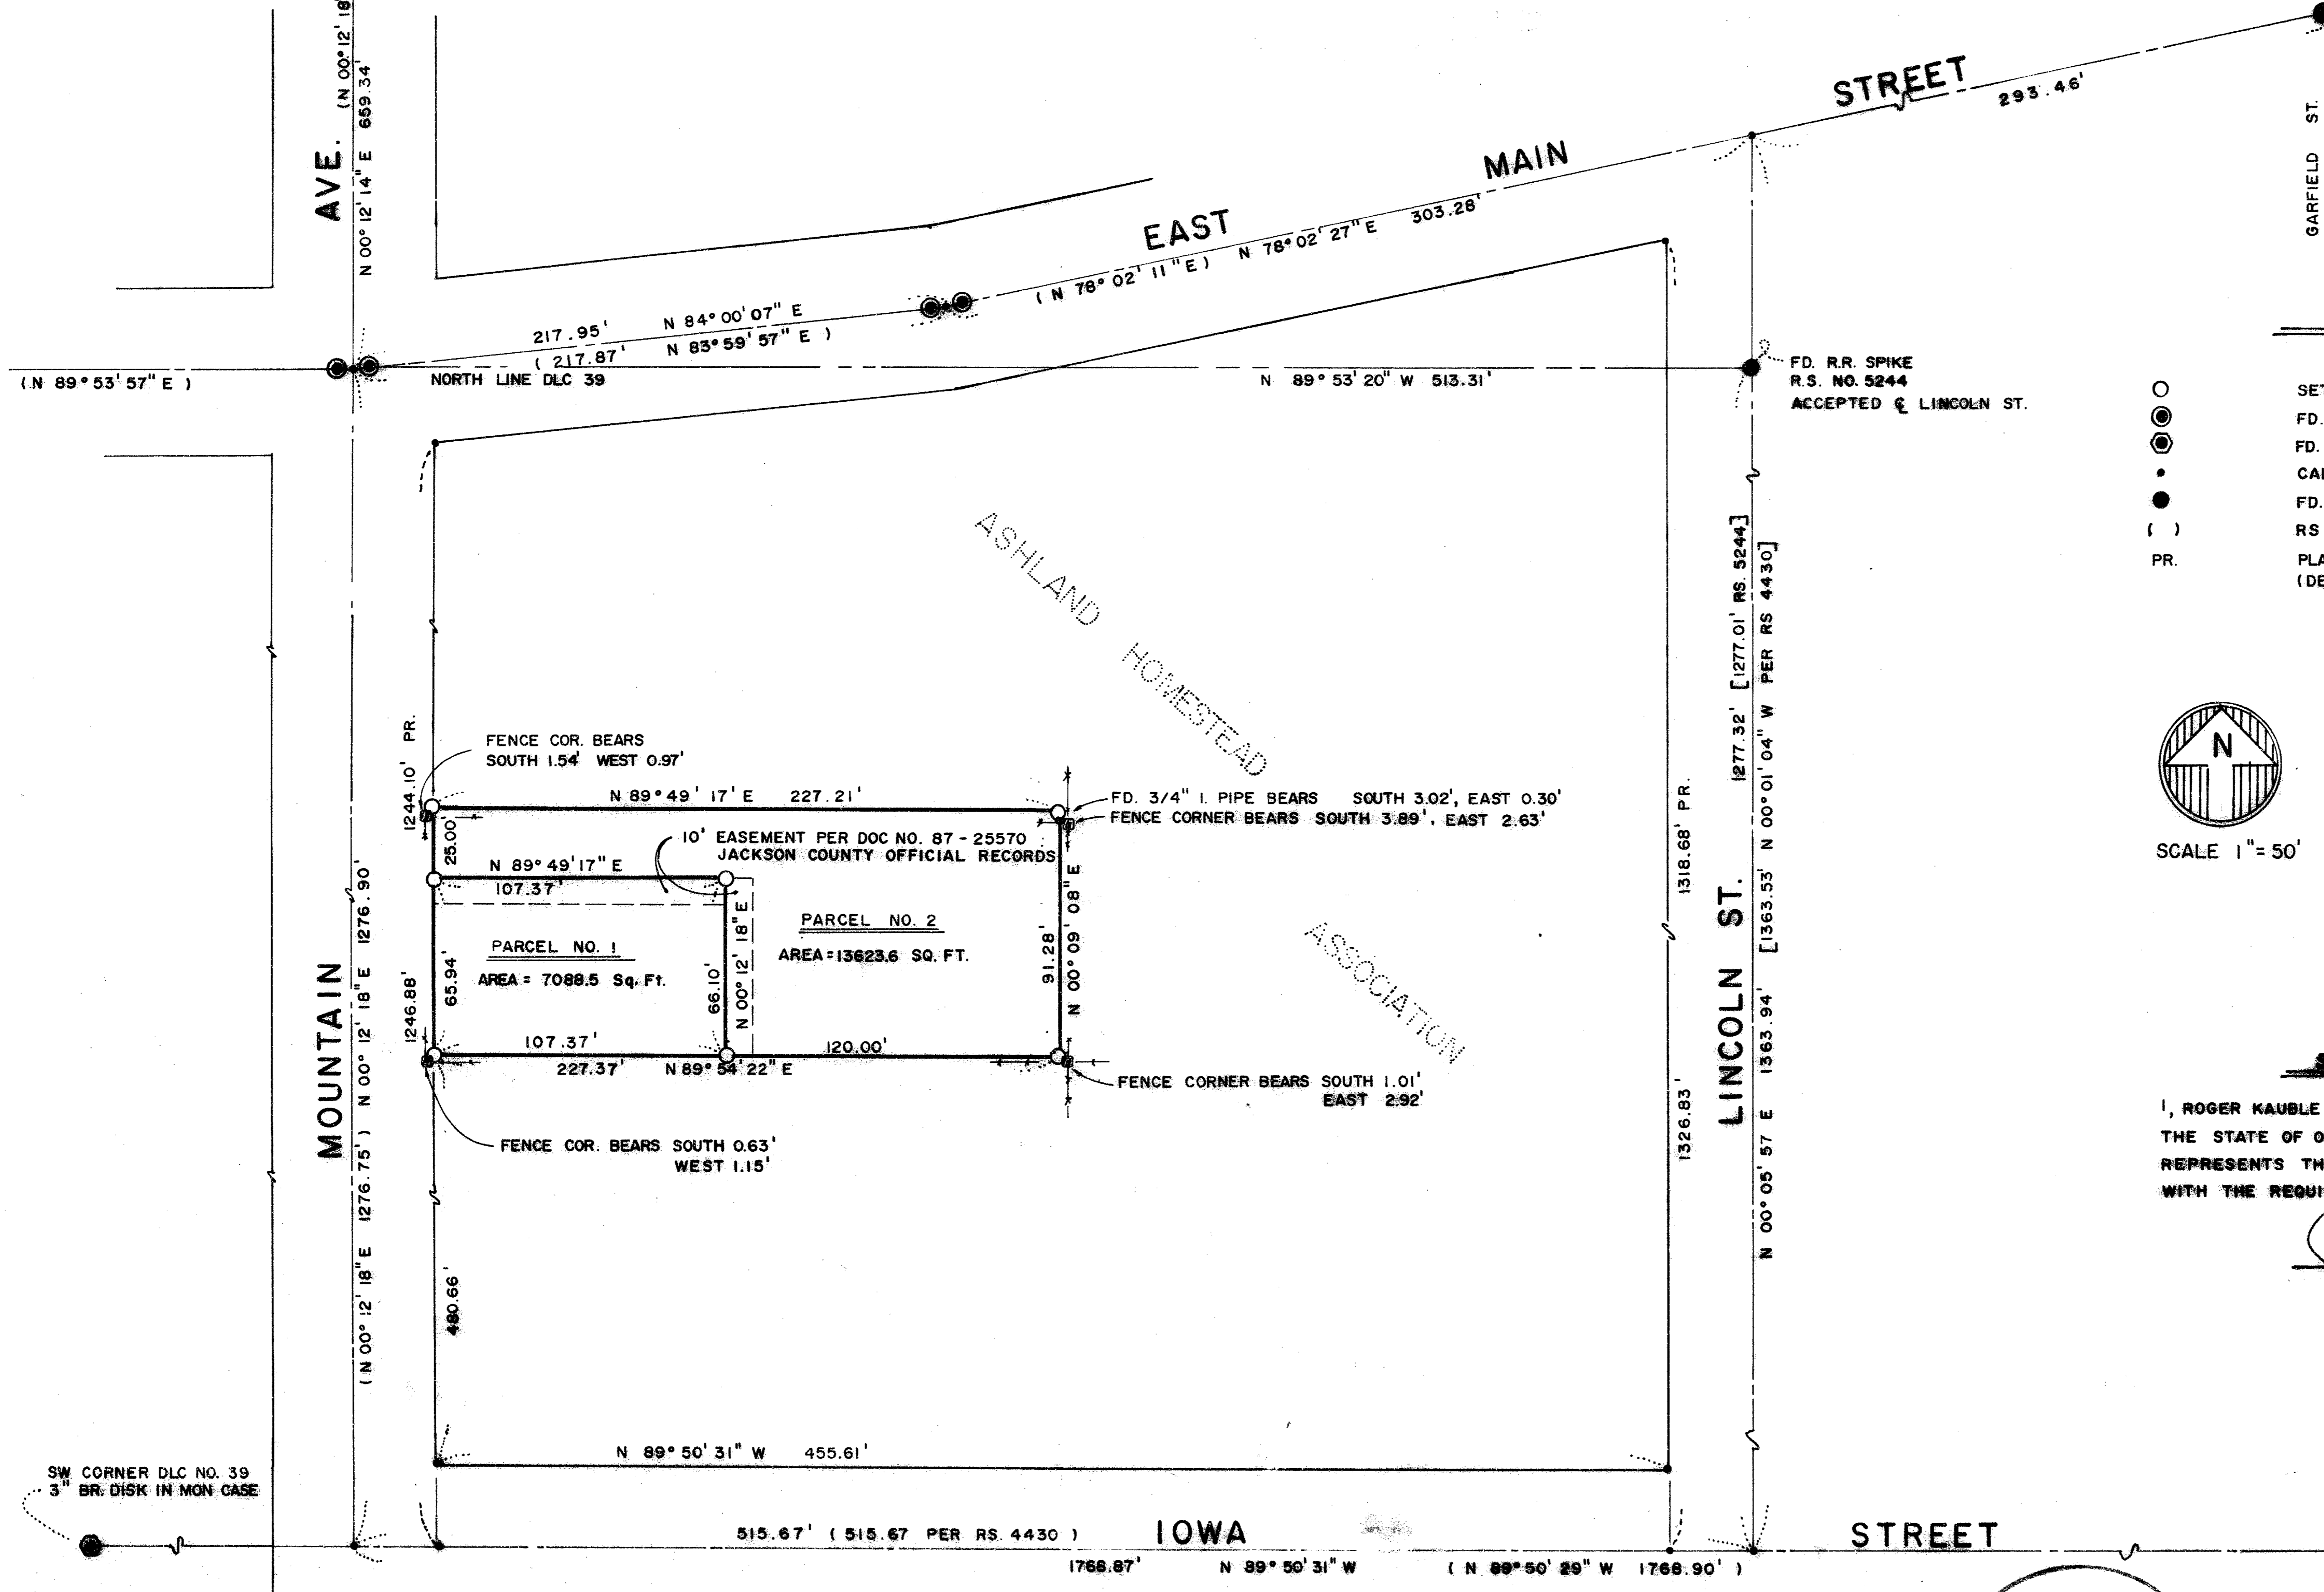 AVE.
(N 00° 12' 18"
N 00° 12' 14" E 659.34'
STREET
293.46'
GARFIELD ST.
MAIN
EAST
N 78° 02' 27" E 303.28'
( N 78° 02' 11" E )
217.95' N 84° 00' 07" E
( 217.87' N 83° 59' 57" E )
(N 89° 53' 57" E )
NORTH LINE DLC 39
N 89° 53' 20" W 513.31'
FD. R.R. SPIKE
R.S. NO. 5244
ACCEPTED ℄ LINCOLN ST.
SET
FD.
FD.
CAL
FD.
( ) RS
PR. PLA
(DE
ASHLAND HOMESTEAD
ASSOCIATION
1277.32' [1277.01' RS. 5244]
[1363.53' N 00° 01' 04" W PER RS 4430]
N 00° 05' 57 E 1363.94'
LINCOLN ST.
1318.68' PR.
1326.83'
N
SCALE 1" = 50'
1244.10' PR.
FENCE COR. BEARS
SOUTH 1.54' WEST 0.97'
N 89° 49' 17' E 227.21'
FD. 3/4" I. PIPE BEARS SOUTH 3.02', EAST 0.30'
FENCE CORNER BEARS SOUTH 3.89', EAST 2.63'
10' EASEMENT PER DOC NO. 87 - 25570
JACKSON COUNTY OFFICIAL RECORDS
25.00
N 89° 49' 17" E
107.37'
PARCEL NO. 1
AREA = 7088.5 Sq. Ft.
65.94'
66.10'
N 00° 12' 18" E
PARCEL NO. 2
AREA = 13623.6 SQ. FT.
91.28'
N 00° 09' 08" E
107.37'
120.00'
227.37' N 89° 54' 22" E
1246.88'
FENCE CORNER BEARS SOUTH 1.01'
EAST 2.92'
FENCE COR. BEARS SOUTH 0.63'
WEST 1.15'
MOUNTAIN
(N 00° 12' 18" E 1276.75') N 00° 12' 18" E 1276.90'
480.66'
N 89° 50' 31" W 455.61'
I, ROGER KAUBLE
THE STATE OF O
REPRESENTS TH
WITH THE REQUI
SW CORNER DLC NO. 39
3" BR. DISK IN MON CASE
515.67' ( 515.67 PER RS. 4430 )
IOWA
STREET
1768.87' N 89° 50' 31" W ( N 89° 50' 29" W 1768.90' )